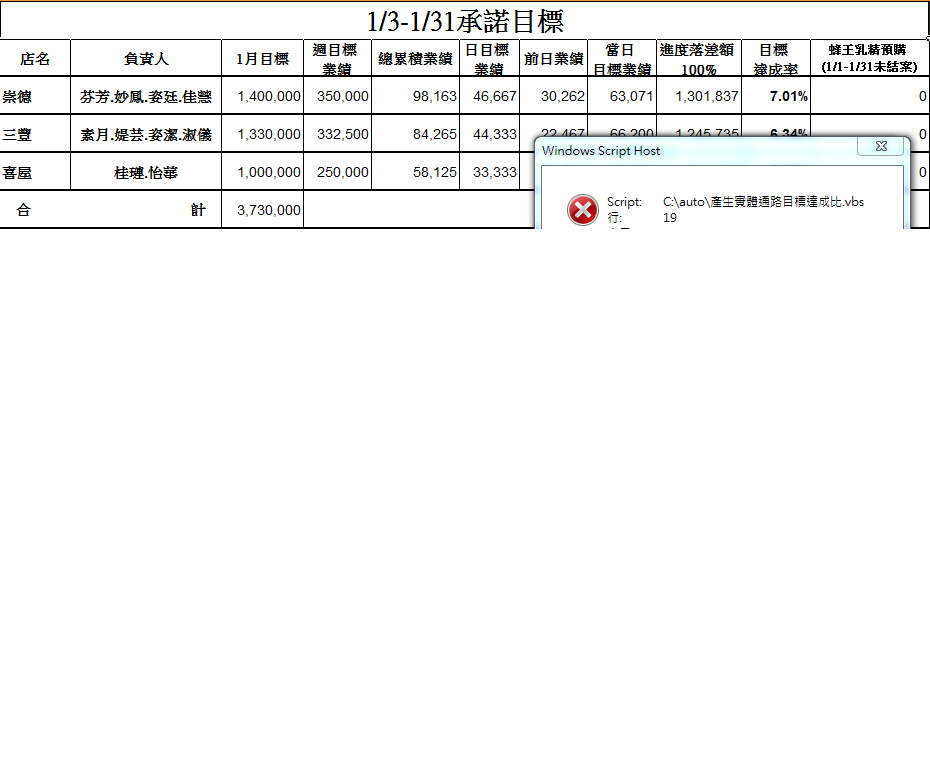 1/3-1/31承諾目標
店名 負責人 1月目標 週目標業績 總累積業績 日目標業績 前日業績 當日目標業績 進度落差額100% 目標達成率 蜂王乳精預購(1/1-1/31未結案)
崇德 芬芳.妙鳳.姿廷.佳慧 1,400,000 350,000 98,163 46,667 30,262 63,071 1,301,837 7.01% 0
三豐 素月.媞芸.姿潔.淑儀 1,330,000 332,500 84,265 44,333 22,467 66,200 1,245,735 6.34% 0
喜屋 桂璉.怡華 1,000,000 250,000 58,125 33,333 0
合計 3,730,000
Windows Script Host
Script: C:\auto\產生實體通路目標達成比.vbs
行: 19